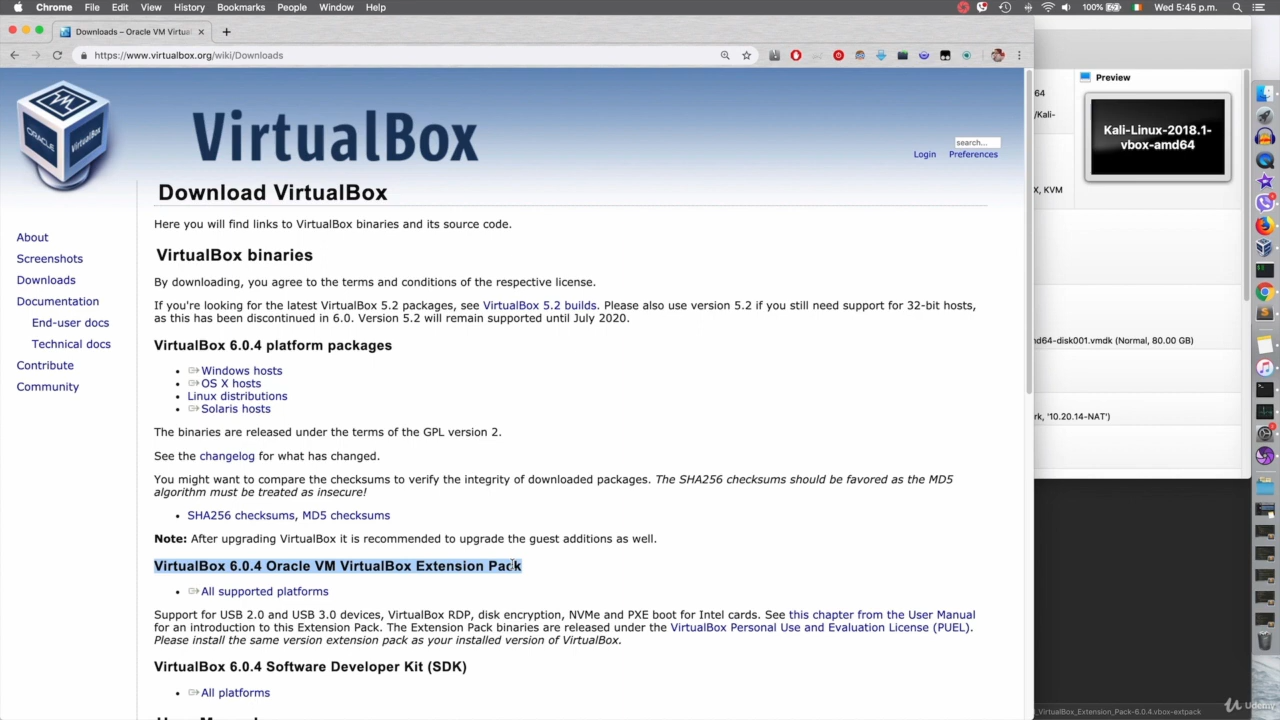 Chrome File Edit View History Bookmarks People Window Help 100% Wed 5:45 p.m.
Downloads – Oracle VM Virtual
https://www.virtualbox.org/wiki/Downloads
VirtualBox
ORACLE
VirtualBox
search...
Login Preferences
About
Screenshots
Downloads
Documentation
End-user docs
Technical docs
Contribute
Community
Download VirtualBox
Here you will find links to VirtualBox binaries and its source code.
VirtualBox binaries
By downloading, you agree to the terms and conditions of the respective license.
If you're looking for the latest VirtualBox 5.2 packages, see VirtualBox 5.2 builds. Please also use version 5.2 if you still need support for 32-bit hosts,
as this has been discontinued in 6.0. Version 5.2 will remain supported until July 2020.
VirtualBox 6.0.4 platform packages
• Windows hosts
• OS X hosts
• Linux distributions
• Solaris hosts
The binaries are released under the terms of the GPL version 2.
See the changelog for what has changed.
You might want to compare the checksums to verify the integrity of downloaded packages. The SHA256 checksums should be favored as the MD5
algorithm must be treated as insecure!
• SHA256 checksums, MD5 checksums
Note: After upgrading VirtualBox it is recommended to upgrade the guest additions as well.
VirtualBox 6.0.4 Oracle VM VirtualBox Extension Pack
• All supported platforms
Support for USB 2.0 and USB 3.0 devices, VirtualBox RDP, disk encryption, NVMe and PXE boot for Intel cards. See this chapter from the User Manual
for an introduction to this Extension Pack. The Extension Pack binaries are released under the VirtualBox Personal Use and Evaluation License (PUEL).
Please install the same version extension pack as your installed version of VirtualBox.
VirtualBox 6.0.4 Software Developer Kit (SDK)
• All platforms
Preview
64
/Kali-
Kali-Linux-2018.1-
vbox-amd64
X, KVM
md64-disk001.vmdk (Normal, 80.00 GB)
rk, '10.20.14-NAT')
_VirtualBox_Extension_Pack-6.0.4.vbox-extpack
Udemy